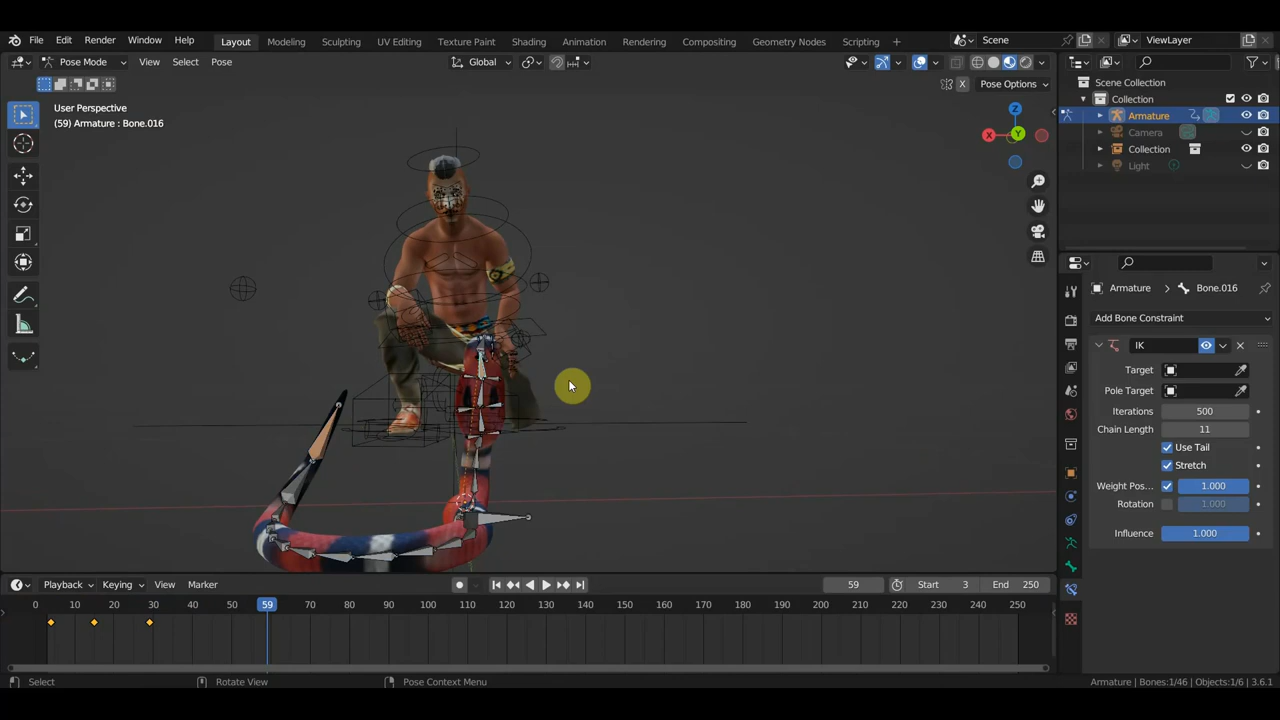 File Edit Render Window Help Layout Modeling Sculpting UV Editing Texture Paint Shading Animation Rendering Compositing Geometry Nodes Scripting + Scene ViewLayer
Pose Mode View Select Pose Global
X Pose Options
User Perspective
(59) Armature : Bone.016
Z
X
Y
Scene Collection
Collection
Armature
Camera
Collection
Light
Armature Bone.016
Add Bone Constraint
IK
Target
Pole Target
Iterations 500
Chain Length 11
Use Tail
Stretch
Weight Pos... 1.000
Rotation 1.000
Influence 1.000
Playback Keying View Marker 59 Start 3 End 250
0 10 20 30 40 50 59 70 80 90 100 110 120 130 140 150 160 170 180 190 200 210 220 230 240 250
Select Rotate View Pose Context Menu Armature | Bones:1/46 | Objects:1/6 | 3.6.1